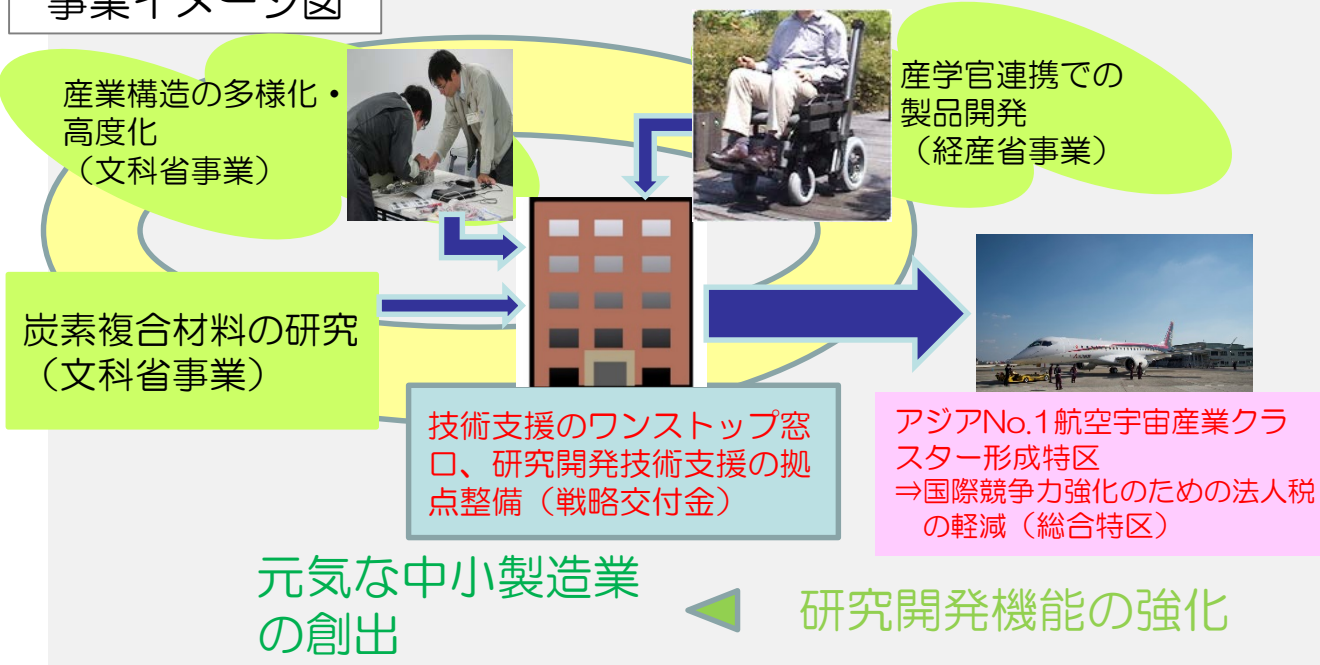 事業イメージ図
産業構造の多様化・
高度化
（文科省事業）
産学官連携での
製品開発
（経産省事業）
炭素複合材料の研究
（文科省事業）
技術支援のワンストップ窓
口、研究開発技術支援の拠
点整備（戦略交付金）
アジアNo.1航空宇宙産業クラ
スター形成特区
⇒国際競争力強化のための法人税
の軽減（総合特区）
元気な中小製造業
の創出
研究開発機能の強化